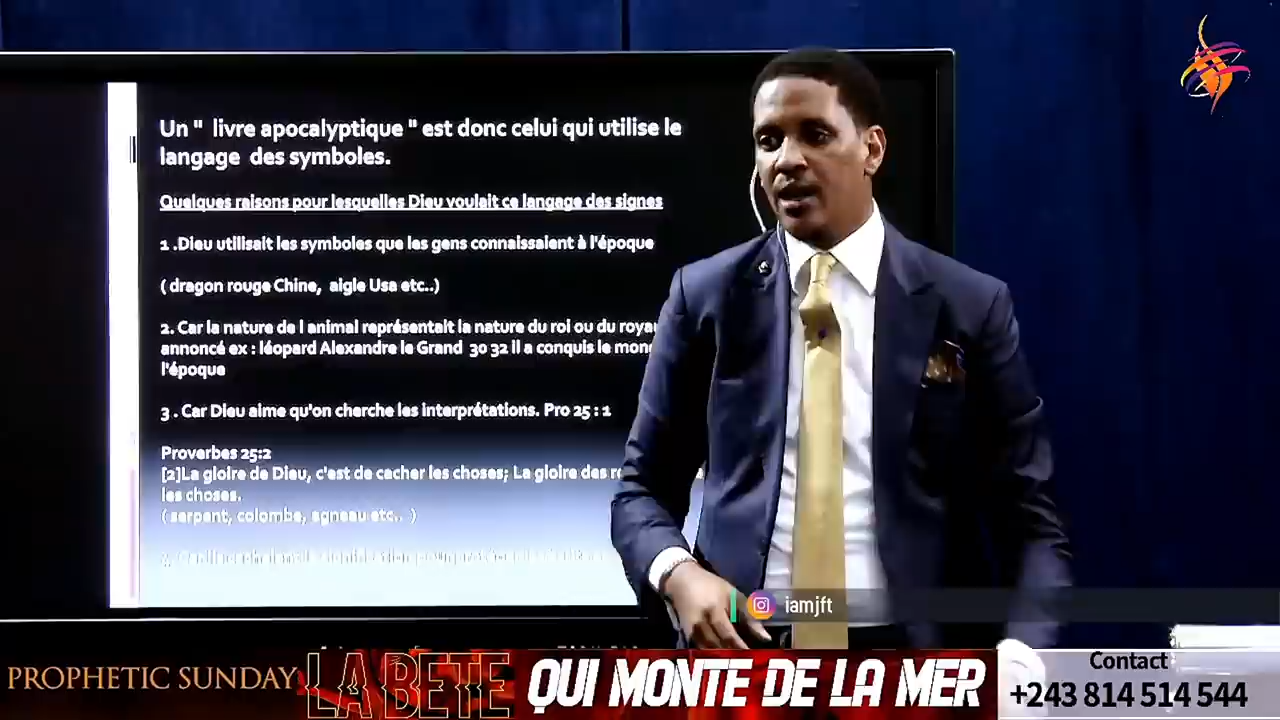 Un " livre apocalyptique " est donc celui qui utilise le
langage des symboles.
Quelques raisons pour lesquelles Dieu voulait ce langage des signes
1 .Dieu utilisait les symboles que les gens connaissaient à l'époque
( dragon rouge Chine, aigle Usa etc..)
2. Car la nature de l animal représentait la nature du roi ou du
annoncé ex : léopard Alexandre le Grand 30 32 il a conquis le
l'époque
3 . Car Dieu aime qu'on cherche les interprétations. Pro 25 : 1
Proverbes 25:2
[2]La gloire de Dieu, c'est de cacher les choses; La gloire des
les choses.
( serpent, colombe, agneau etc.. )
iamjft
PROPHETIC SUNDAY LA BETE QUI MONTE DE LA MER
Contact
+243 814 514 544